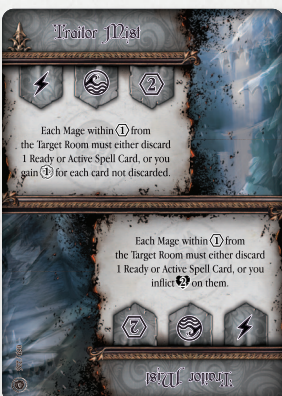 Traitor Mist
2
Each Mage within 1 from
the Target Room must either discard
1 Ready or Active Spell Card, or you
gain 1 for each card not discarded.
Each Mage within 1 from
the Target Room must either discard
1 Ready or Active Spell Card, or you
inflict 2 on them.
2
Traitor Mist